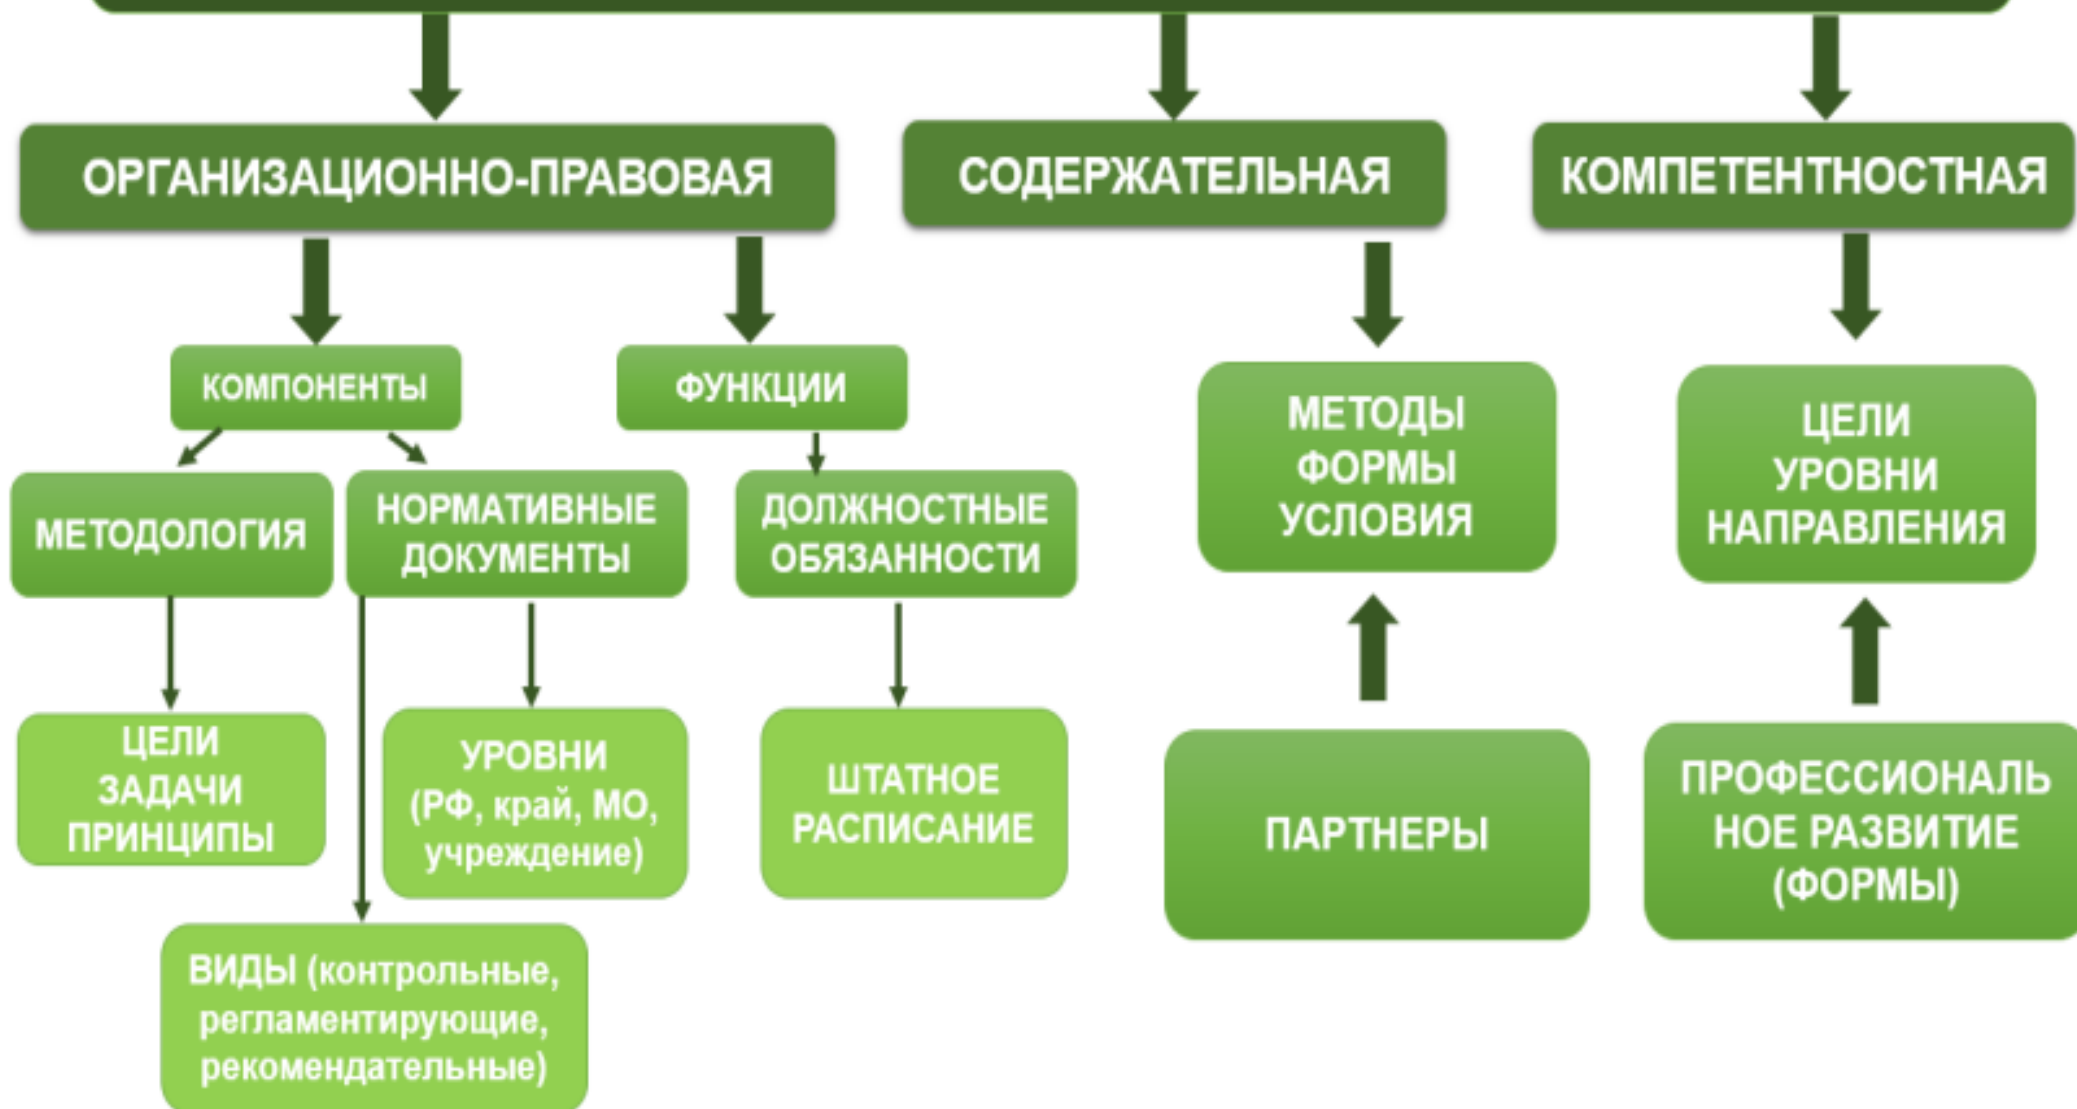 ОРГАНИЗАЦИОННО-ПРАВОВАЯ
СОДЕРЖАТЕЛЬНАЯ
КОМПЕТЕНТНОСТНАЯ
КОМПОНЕНТЫ
ФУНКЦИИ
МЕТОДЫ
ФОРМЫ
УСЛОВИЯ
ЦЕЛИ
УРОВНИ
НАПРАВЛЕНИЯ
МЕТОДОЛОГИЯ
НОРМАТИВНЫЕ
ДОКУМЕНТЫ
ДОЛЖНОСТНЫЕ
ОБЯЗАННОСТИ
ЦЕЛИ
ЗАДАЧИ
ПРИНЦИПЫ
УРОВНИ
(РФ, край, МО,
учреждение)
ШТАТНОЕ
РАСПИСАНИЕ
ПАРТНЕРЫ
ПРОФЕССИОНАЛЬ
НОЕ РАЗВИТИЕ
(ФОРМЫ)
ВИДЫ (контрольные,
регламентирующие,
рекомендательные)